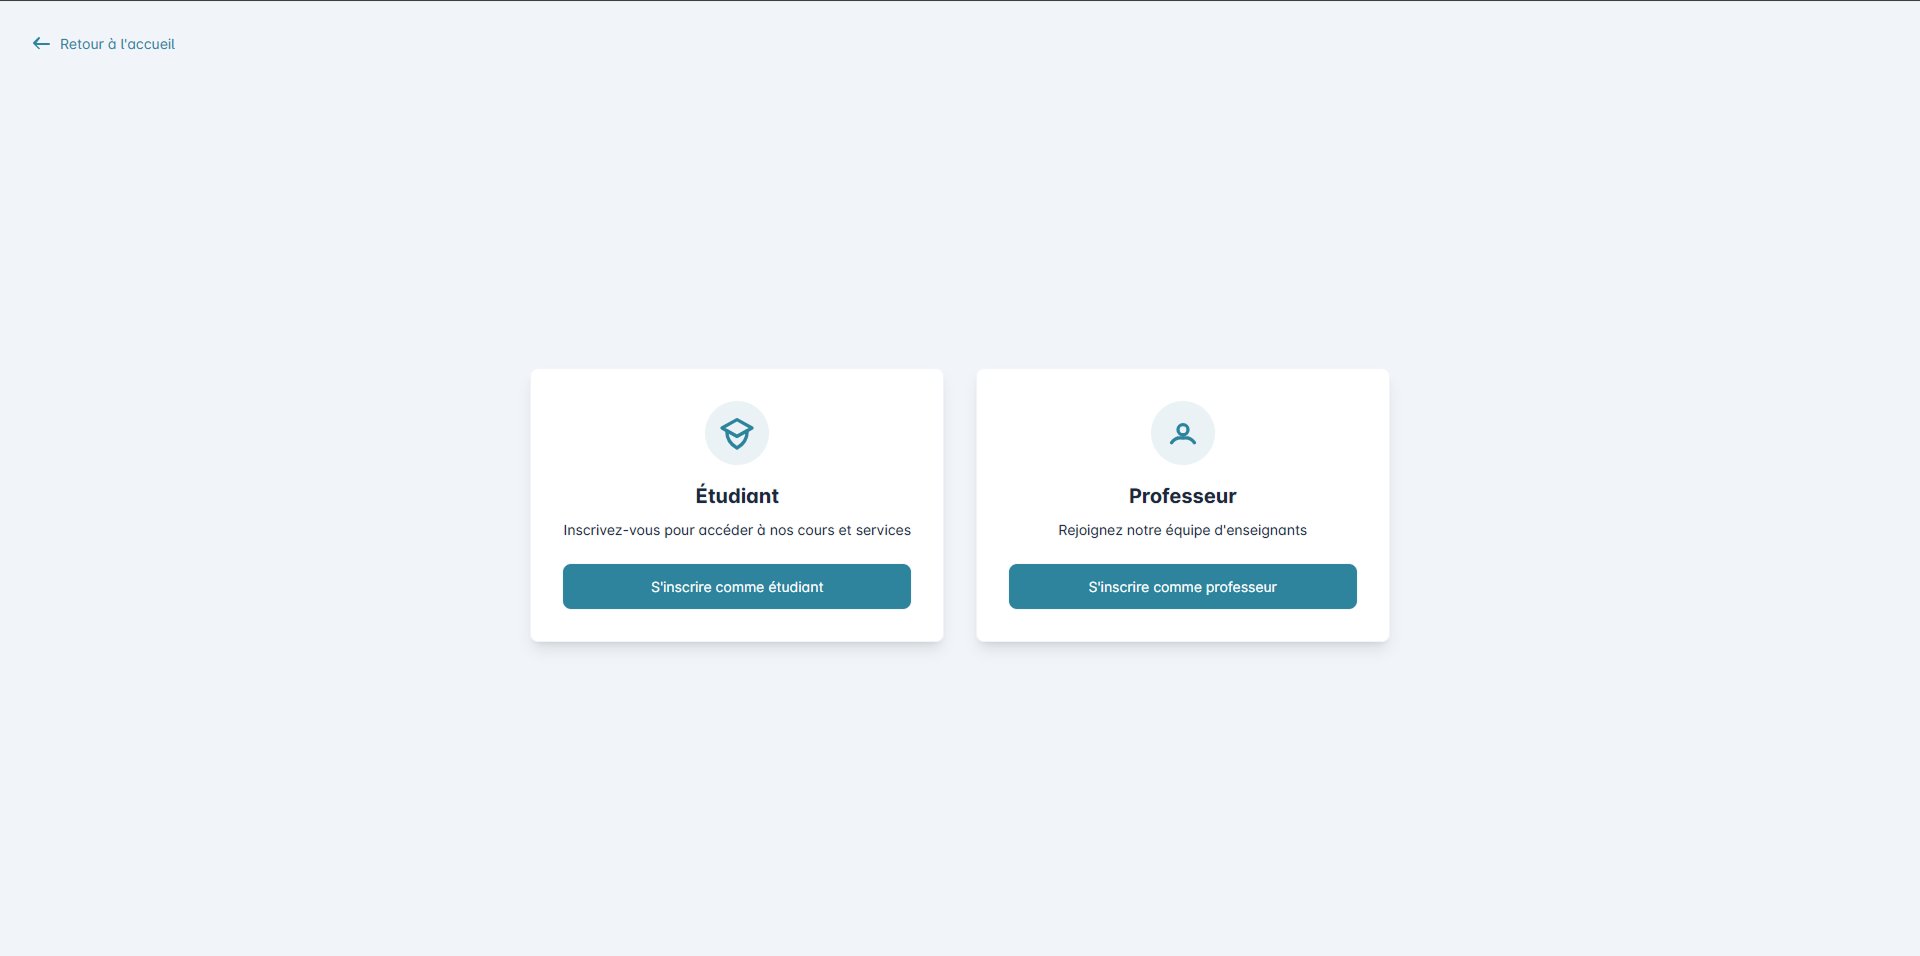 Retour à l'accueil
Étudiant
Inscrivez-vous pour accéder à nos cours et services
S'inscrire comme étudiant
Professeur
Rejoignez notre équipe d'enseignants
S'inscrire comme professeur